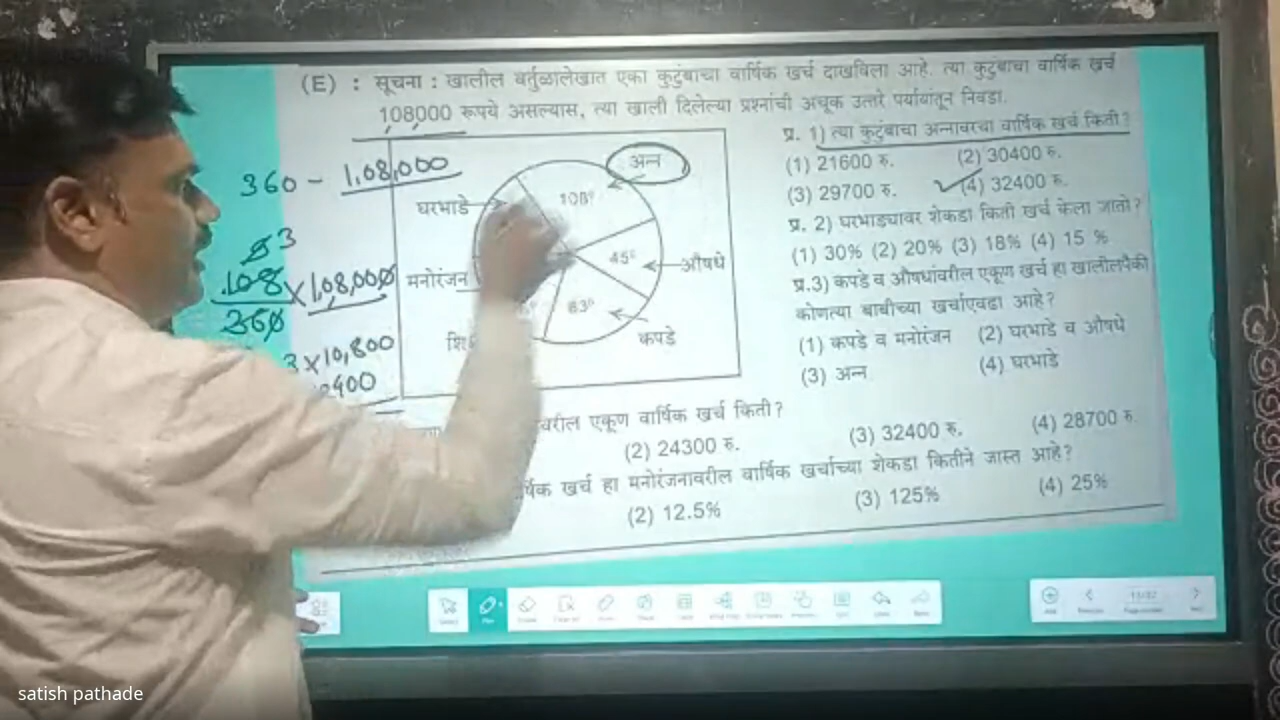 (E) : सूचना : खालील वर्तुळालेखात एका कुटुंबाचा वार्षिक खर्च दाखविला आहे. त्या कुटुंबाचा वार्षिक खर्च
108000 रूपये असल्यास, त्या खाली दिलेल्या प्रश्नांची अचूक उत्तरे पर्यायांतून निवडा.
360 - 1,08,000
3
108 × 1,08,000
360
3 × 10,800
400
अन्न
108°
घरभाडे
45°
औषधे
मनोरंजन
63°
कपडे
प्र. 1) त्या कुटुंबाचा अन्नावरचा वार्षिक खर्च किती?
(1) 21600 रु. (2) 30400 रु.
(3) 29700 रु. (4) 32400 रु.
प्र. 2) घरभाड्यावर शेकडा किती खर्च केला जातो?
(1) 30% (2) 20% (3) 18% (4) 15 %
प्र.3) कपडे व औषधांवरील एकूण खर्च हा खालीलपैकी
कोणत्या बाबीच्या खर्चाएवढा आहे?
(1) कपडे व मनोरंजन (2) घरभाडे व औषधे
(3) अन्न (4) घरभाडे
वरील एकूण वार्षिक खर्च किती?
(2) 24300 रु. (3) 32400 रु. (4) 28700 रु.
खर्च हा मनोरंजनावरील वार्षिक खर्चाच्या शेकडा कितीने जास्त आहे?
(2) 12.5% (3) 125% (4) 25%
satish pathade